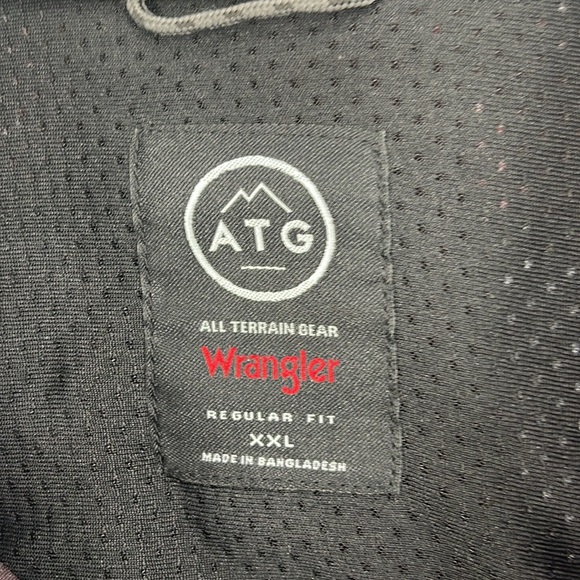 ATG
ALL TERRAIN GEAR
Wrangler
REGULAR FIT
XXL
MADE IN BANGLADESH